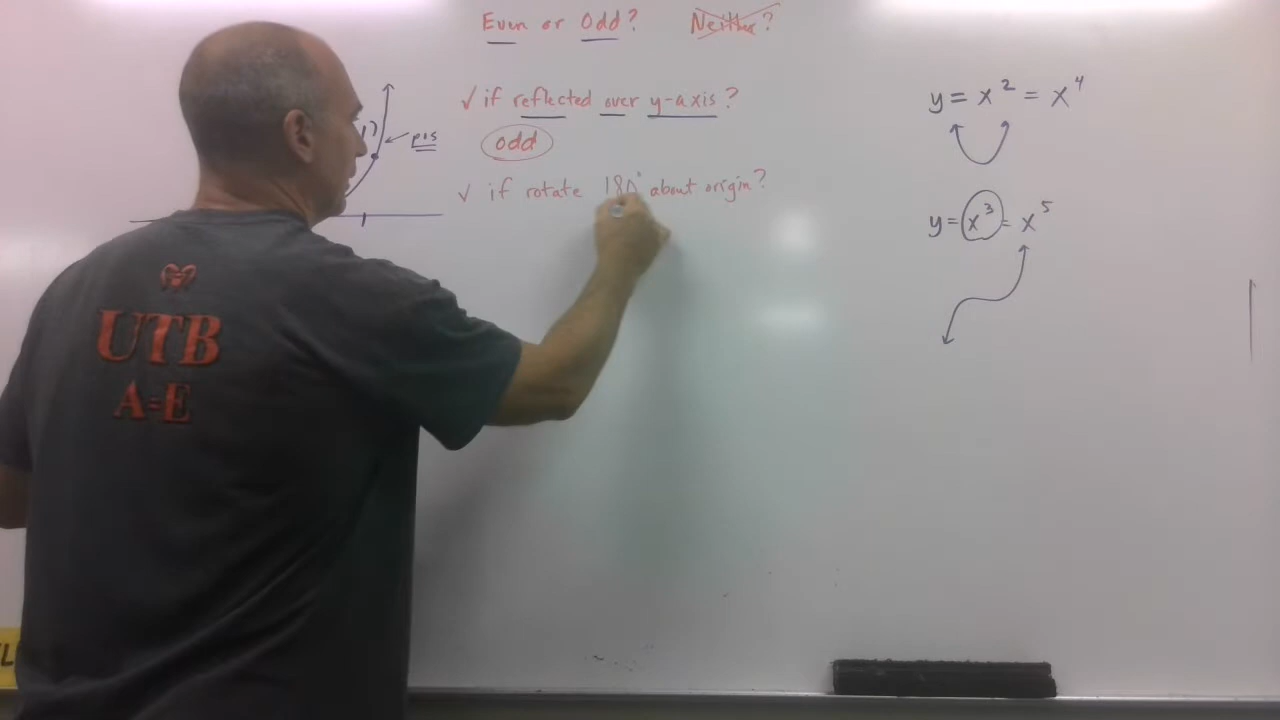 Even or Odd? Neither?
✓ if reflected over y-axis?
pos
odd
✓ if rotate 180° about origin?
y = x² = x⁴
y = x³ = x⁵
UTB
A=E